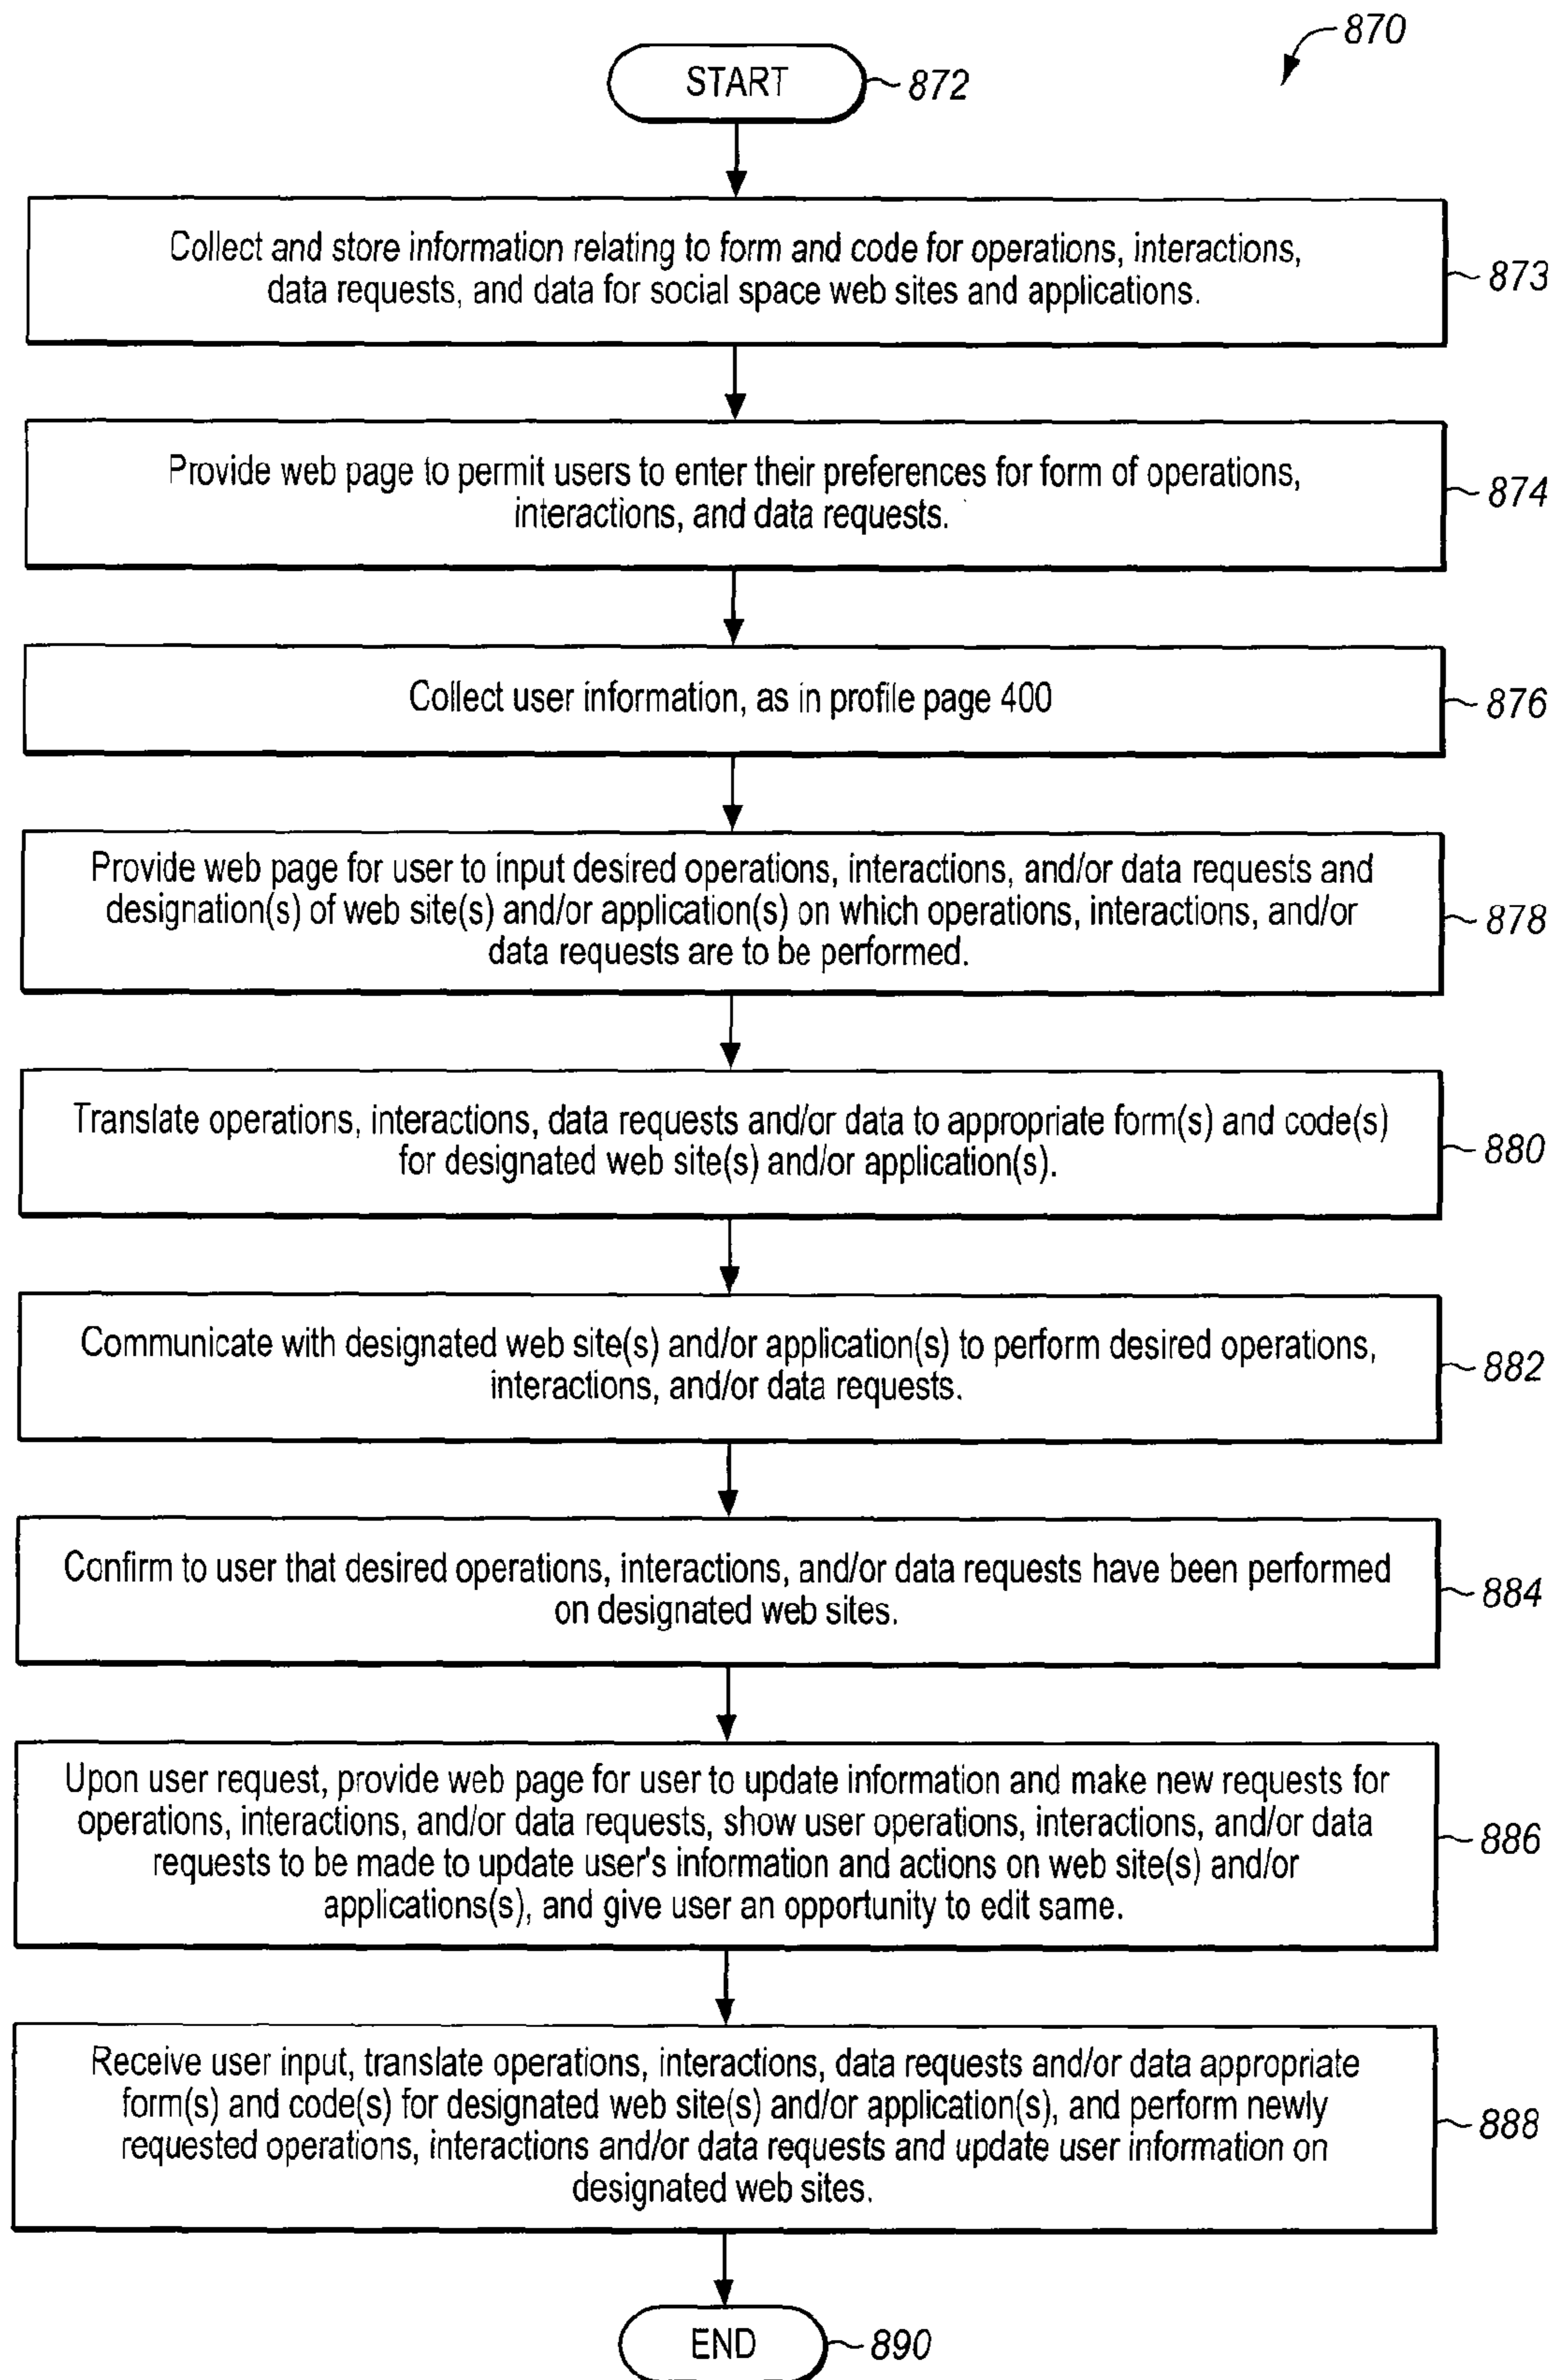 870
START
872
Collect and store information relating to form and code for operations, interactions,
data requests, and data for social space web sites and applications.
873
Provide web page to permit users to enter their preferences for form of operations,
interactions, and data requests.
874
Collect user information, as in profile page 400
876
Provide web page for user to input desired operations, interactions, and/or data requests and
designation(s) of web site(s) and/or application(s) on which operations, interactions, and/or
data requests are to be performed.
878
Translate operations, interactions, data requests and/or data to appropriate form(s) and code(s)
for designated web site(s) and/or application(s).
880
Communicate with designated web site(s) and/or application(s) to perform desired operations,
interactions, and/or data requests.
882
Confirm to user that desired operations, interactions, and/or data requests have been performed
on designated web sites.
884
Upon user request, provide web page for user to update information and make new requests for
operations, interactions, and/or data requests, show user operations, interactions, and/or data
requests to be made to update user's information and actions on web site(s) and/or
applications(s), and give user an opportunity to edit same.
886
Receive user input, translate operations, interactions, data requests and/or data appropriate
form(s) and code(s) for designated web site(s) and/or application(s), and perform newly
requested operations, interactions and/or data requests and update user information on
designated web sites.
888
END
890